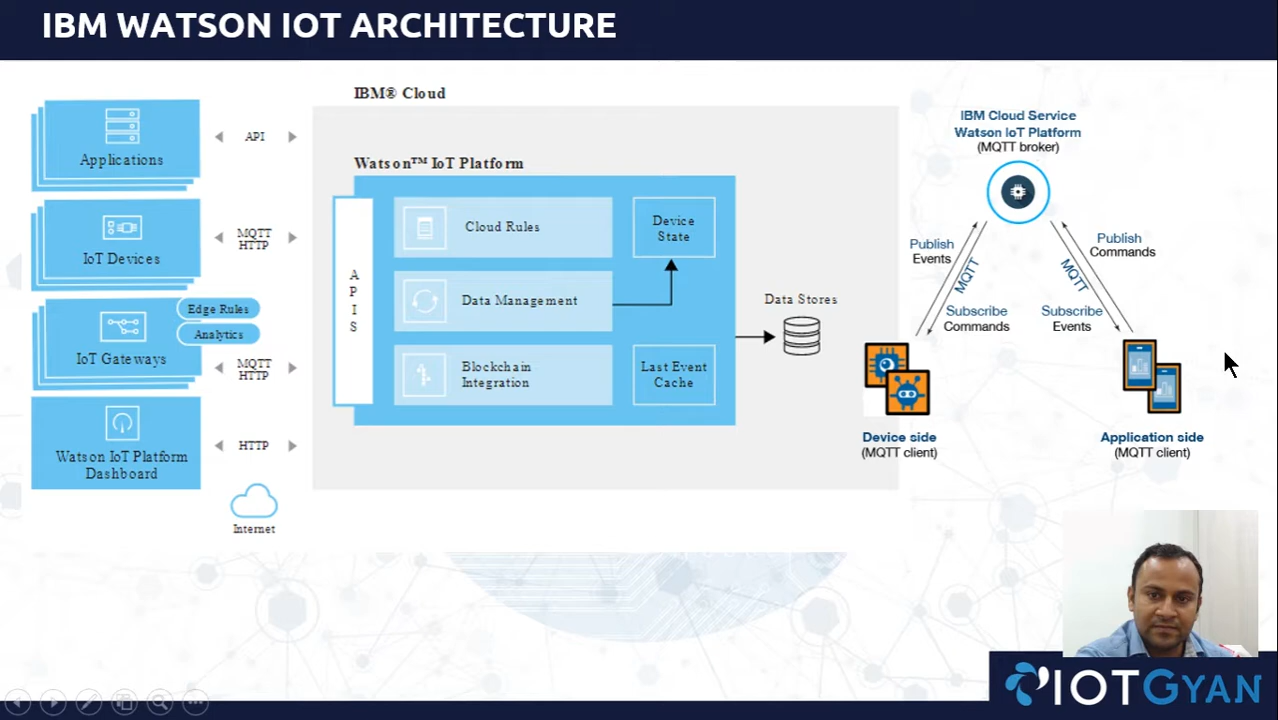 IBM WATSON IOT ARCHITECTURE
IBM® Cloud
Applications
API
IoT Devices
MQTT
HTTP
Edge Rules
Analytics
IoT Gateways
MQTT
HTTP
Watson IoT Platform
Dashboard
HTTP
Internet
Watson™ IoT Platform
A
P
I
S
Cloud Rules
Data Management
Blockchain
Integration
Device
State
Last Event
Cache
Data Stores
IBM Cloud Service
Watson IoT Platform
(MQTT broker)
Publish
Events
MQTT
Subscribe
Commands
Publish
Commands
MQTT
Subscribe
Events
Device side
(MQTT client)
Application side
(MQTT client)
IOTGYAN